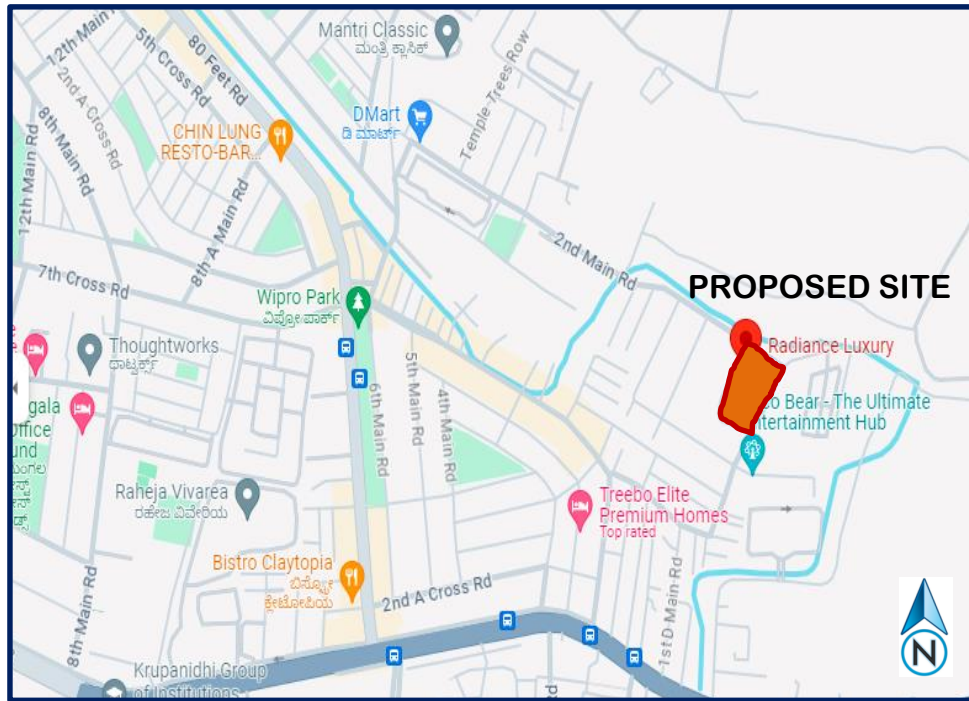 Mantri Classic
ಮಂತ್ರಿ ಕ್ಲಾಸಿಕ್
12th Main Rd
5th Cross Rd
80 Feet Rd
2nd A Cross Rd
8th Main Rd
12th Main Rd
CHIN LUNG
RESTO-BAR...
DMart
ಡಿ ಮಾರ್ಟ್
Temple Trees Row
8th A Main Rd
7th Cross Rd
2nd Main Rd
PROPOSED SITE
Wipro Park
ವಿಪ್ರೋ ಪಾರ್ಕ್
Radiance Luxury
Thoughtworks
ಥಾಟ್ವರ್ಕ್ಸ್
5th Main Rd
4th Main Rd
6th Main Rd
Bear - The Ultimate
Hub
Office
Raheja Vivarea
ರಹೇಜ ವಿವೇರಿಯ
Treebo Elite
Premium Homes
Top rated
Bistro Claytopia
2nd A Cross Rd
1st D Main Rd
8th Main Rd
Rd
Krupanidhi Group
of Institutions
N